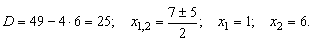 D = 49 − 4 · 6 = 25; x₁,₂ = (7 ± 5)/2; x₁ = 1; x₂ = 6.